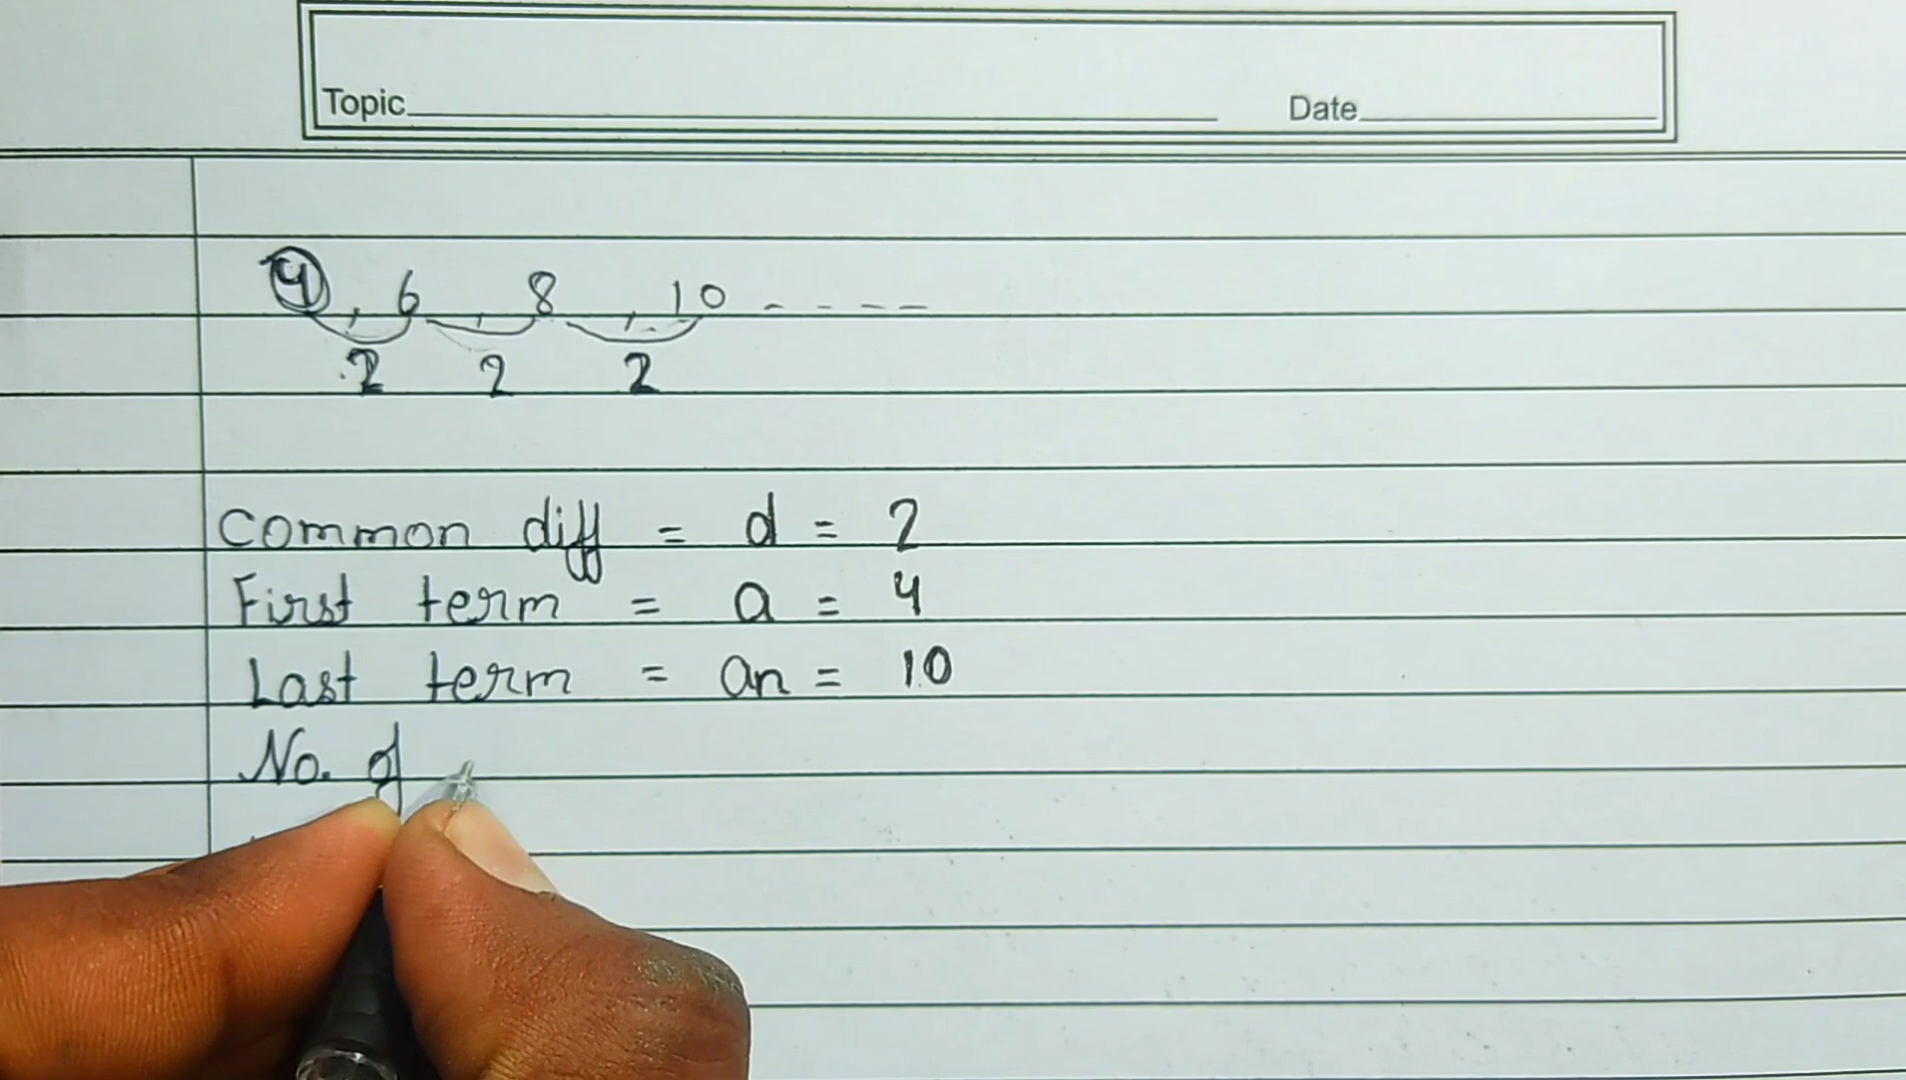 Topic Date
4, 6, 8, 10 - - - -
2 2 2
Common diff = d = 2
First term = a = 4
Last term = an = 10
No. of